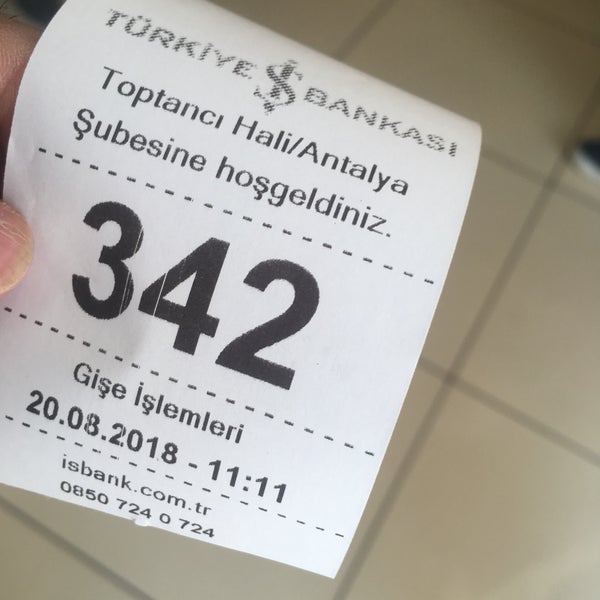 TÜRKİYE İŞ BANKASI
Toptancı Hali/Antalya
Şubesine hoşgeldiniz.
342
Gişe İşlemleri
20.08.2018 - 11:11
isbank.com.tr
0850 724 0 724